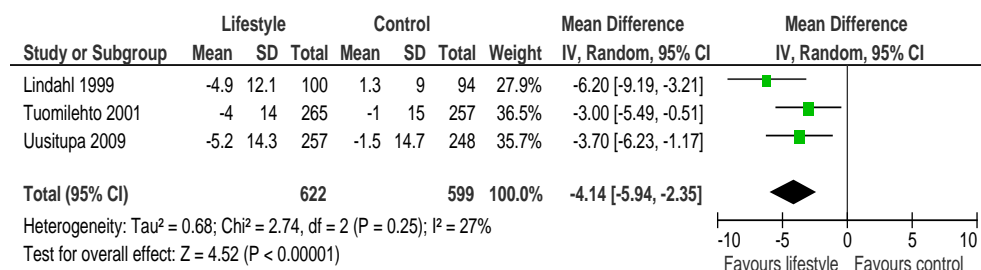 Lifestyle Control Mean Difference Mean Difference
Study or Subgroup Mean SD Total Mean SD Total Weight IV, Random, 95% CI IV, Random, 95% CI
Lindahl 1999 -4.9 12.1 100 1.3 9 94 27.9% -6.20 [-9.19, -3.21]
Tuomilehto 2001 -4 14 265 -1 15 257 36.5% -3.00 [-5.49, -0.51]
Uusitupa 2009 -5.2 14.3 257 -1.5 14.7 248 35.7% -3.70 [-6.23, -1.17]
Total (95% CI) 622 599 100.0% -4.14 [-5.94, -2.35]
Heterogeneity: Tau² = 0.68; Chi² = 2.74, df = 2 (P = 0.25); I² = 27%
Test for overall effect: Z = 4.52 (P < 0.00001)
-10 -5 0 5 10
Favours lifestyle Favours control